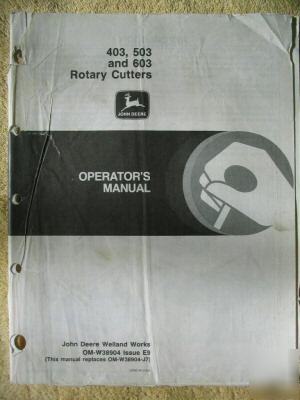 403, 503
and 603
Rotary Cutters
JOHN DEERE
OPERATOR'S
MANUAL
John Deere Welland Works
OM-W38904 Issue E9
(This manual replaces OM-W38904-J7)